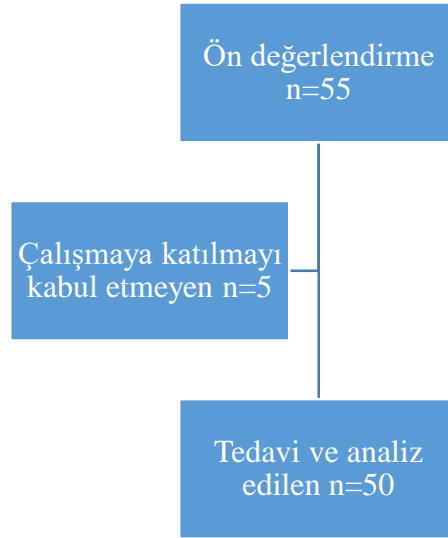 Ön değerlendirme
n=55
Çalışmaya katılmayı
kabul etmeyen n=5
Tedavi ve analiz
edilen n=50